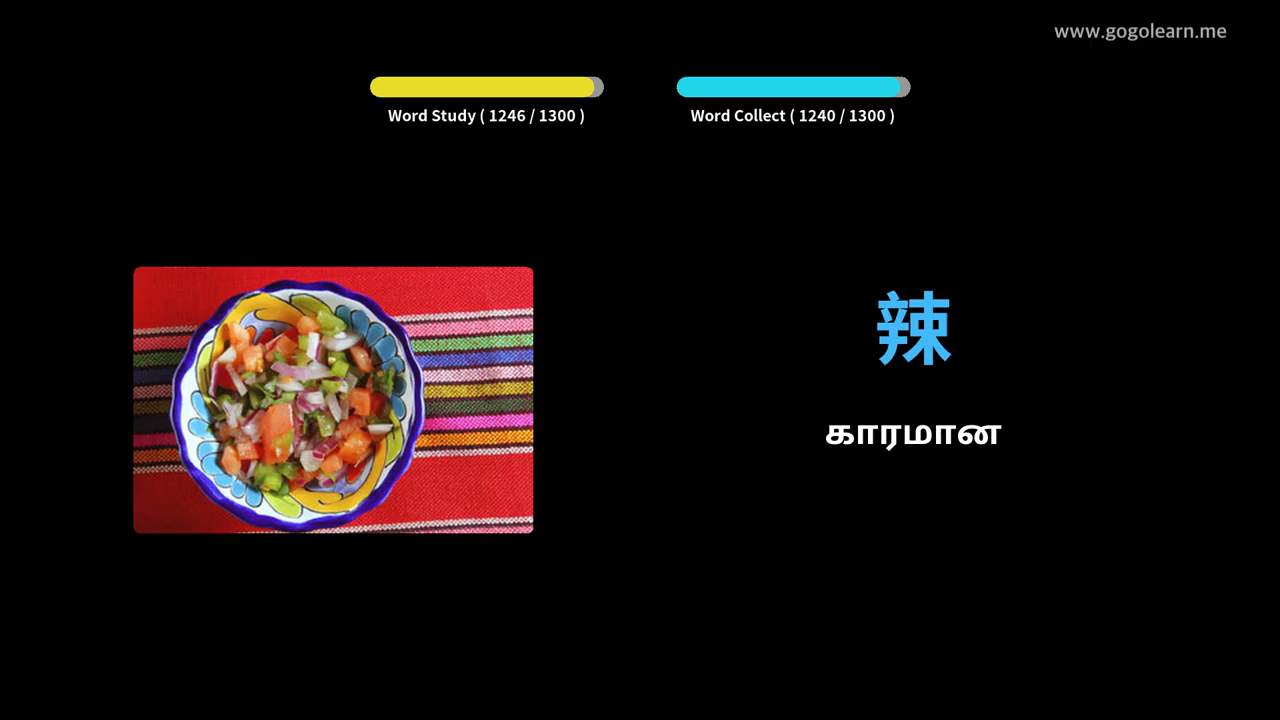 www.gogolearn.me
Word Study ( 1246 / 1300 )
Word Collect ( 1240 / 1300 )
辣
காரமான